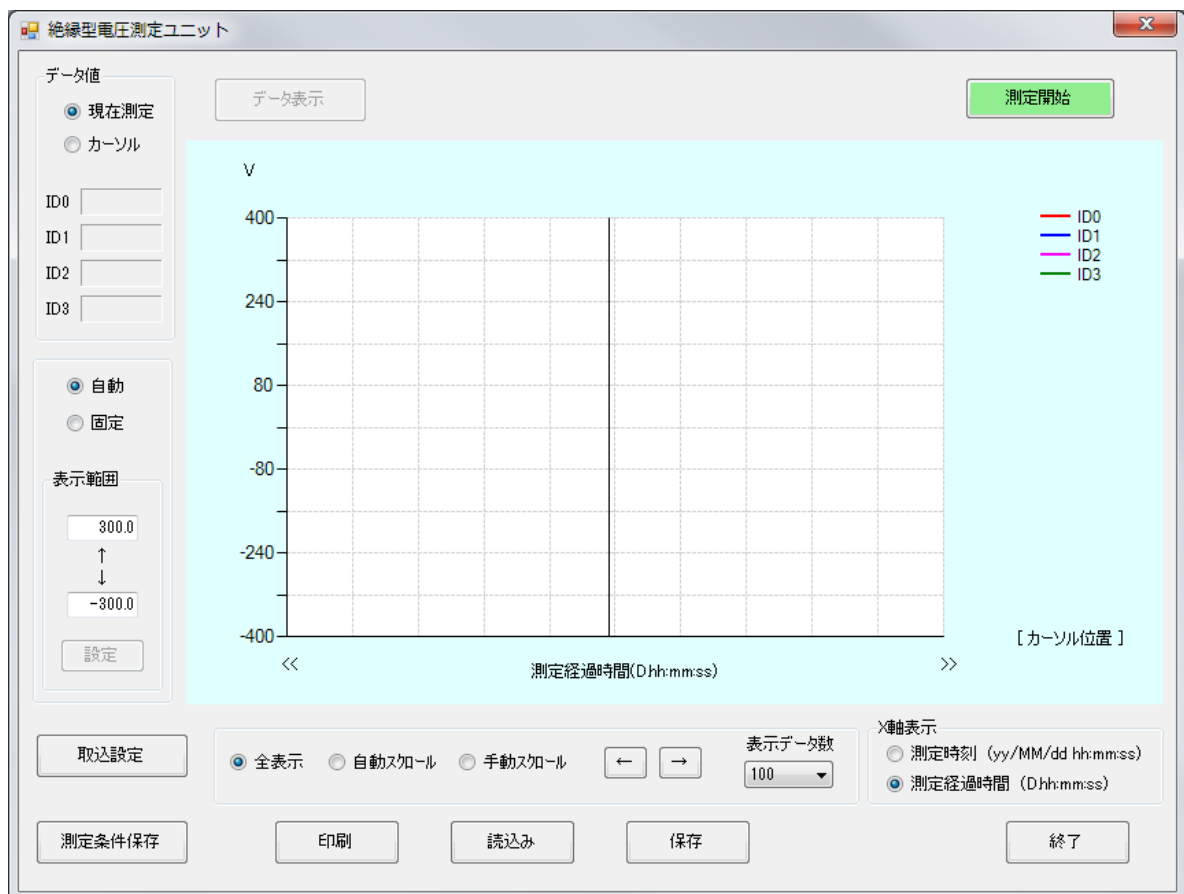 絶縁型電圧測定ユニット
データ値
現在測定
カーソル
ID0
ID1
ID2
ID3
自動
固定
表示範囲
300.0
↑
↓
-300.0
設定
データ表示
測定開始
V
400
240
80
-80
-240
-400
ID0
ID1
ID2
ID3
[ カーソル位置 ]
<< >>
測定経過時間(D.hh:mm:ss)
取込設定
全表示 自動スクロール 手動スクロール ← →
表示データ数
100
X軸表示
測定時刻 (yy/MM/dd hh:mm:ss)
測定経過時間 (D.hh:mm:ss)
測定条件保存 印刷 読込み 保存 終了